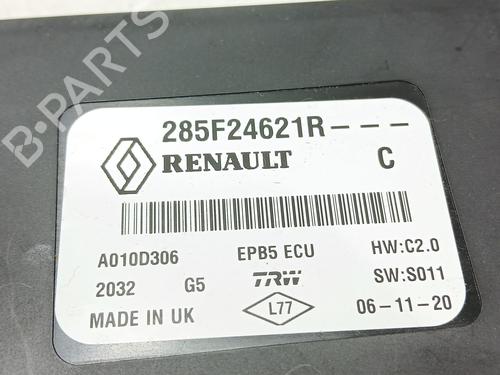 B-PARTS
285F24621R---
RENAULT C
A010D306 EPB5 ECU HW:C2.0
2032 G5 TRW SW:S011
MADE IN UK L77 06-11-20